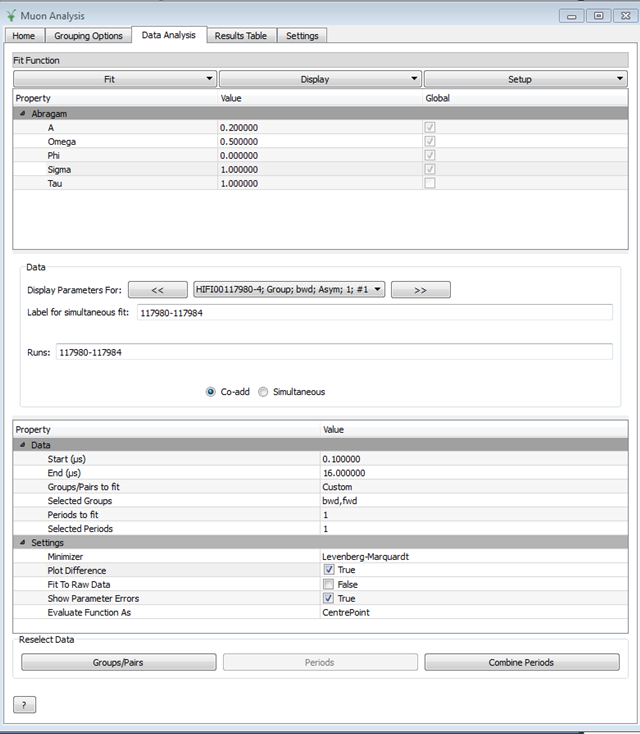 Muon Analysis
Home Grouping Options Data Analysis Results Table Settings
Fit Function
Fit Display Setup
Property Value Global
Abragam
A 0.200000
Omega 0.500000
Phi 0.000000
Sigma 1.000000
Tau 1.000000
Data
Display Parameters For: << HIFI00117980-4; Group; bwd; Asym; 1; #1 >>
Label for simultaneous fit: 117980-117984
Runs: 117980-117984
Co-add Simultaneous
Property Value
Data
Start (µs) 0.100000
End (µs) 16.000000
Groups/Pairs to fit Custom
Selected Groups bwd,fwd
Periods to fit 1
Selected Periods 1
Settings
Minimizer Levenberg-Marquardt
Plot Difference True
Fit To Raw Data False
Show Parameter Errors True
Evaluate Function As CentrePoint
Reselect Data
Groups/Pairs Periods Combine Periods
?